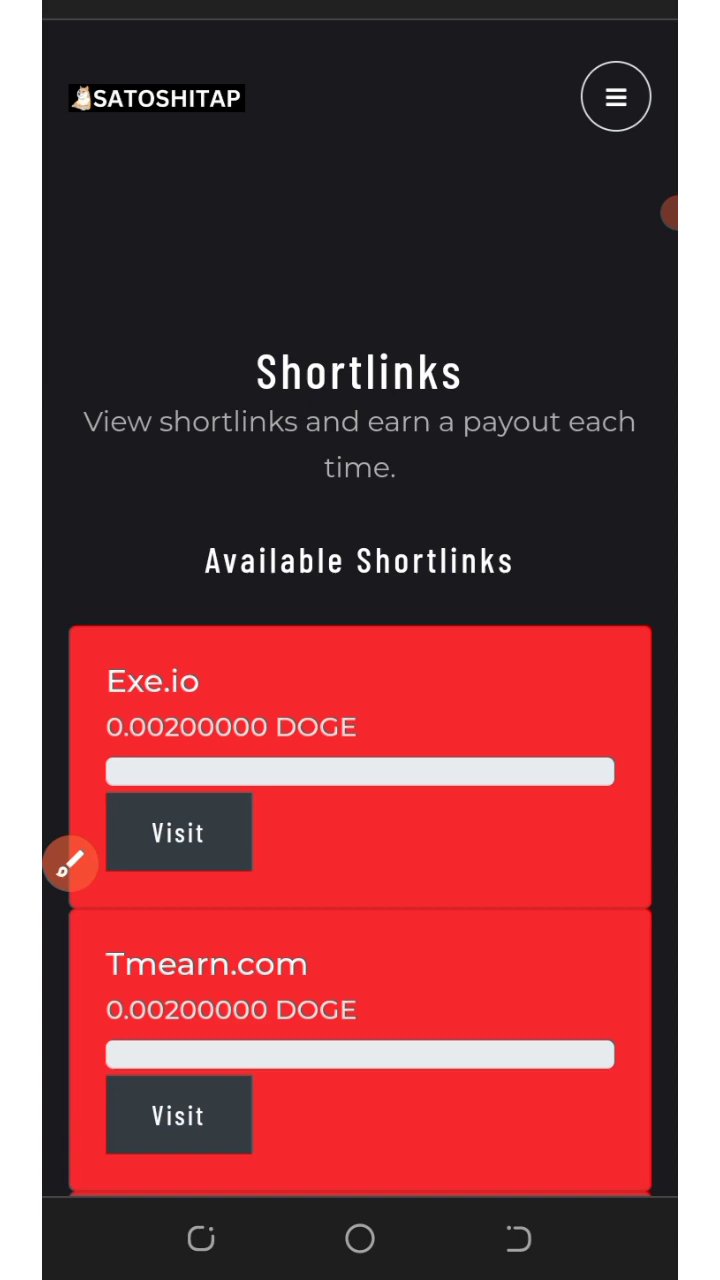 SATOSHITAP
Shortlinks
View shortlinks and earn a payout each
time.
Available Shortlinks
Exe.io
0.00200000 DOGE
Visit
Tmearn.com
0.00200000 DOGE
Visit